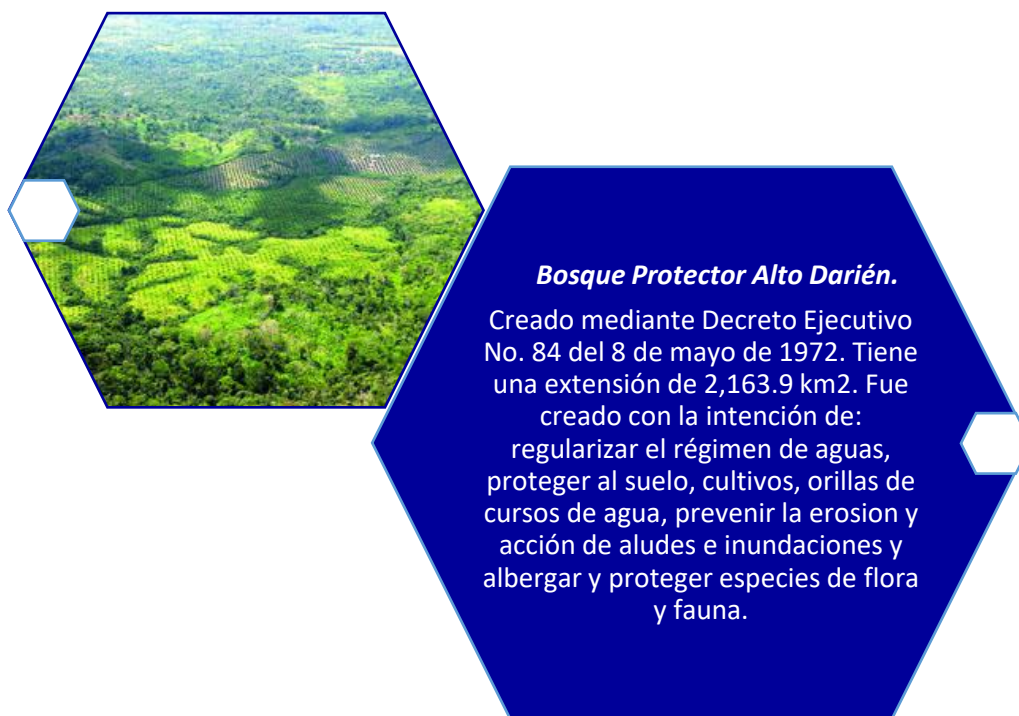 Bosque Protector Alto Darién.
Creado mediante Decreto Ejecutivo
No. 84 del 8 de mayo de 1972. Tiene
una extensión de 2,163.9 km2. Fue
creado con la intención de:
regularizar el régimen de aguas,
proteger al suelo, cultivos, orillas de
cursos de agua, prevenir la erosion y
acción de aludes e inundaciones y
albergar y proteger especies de flora
y fauna.